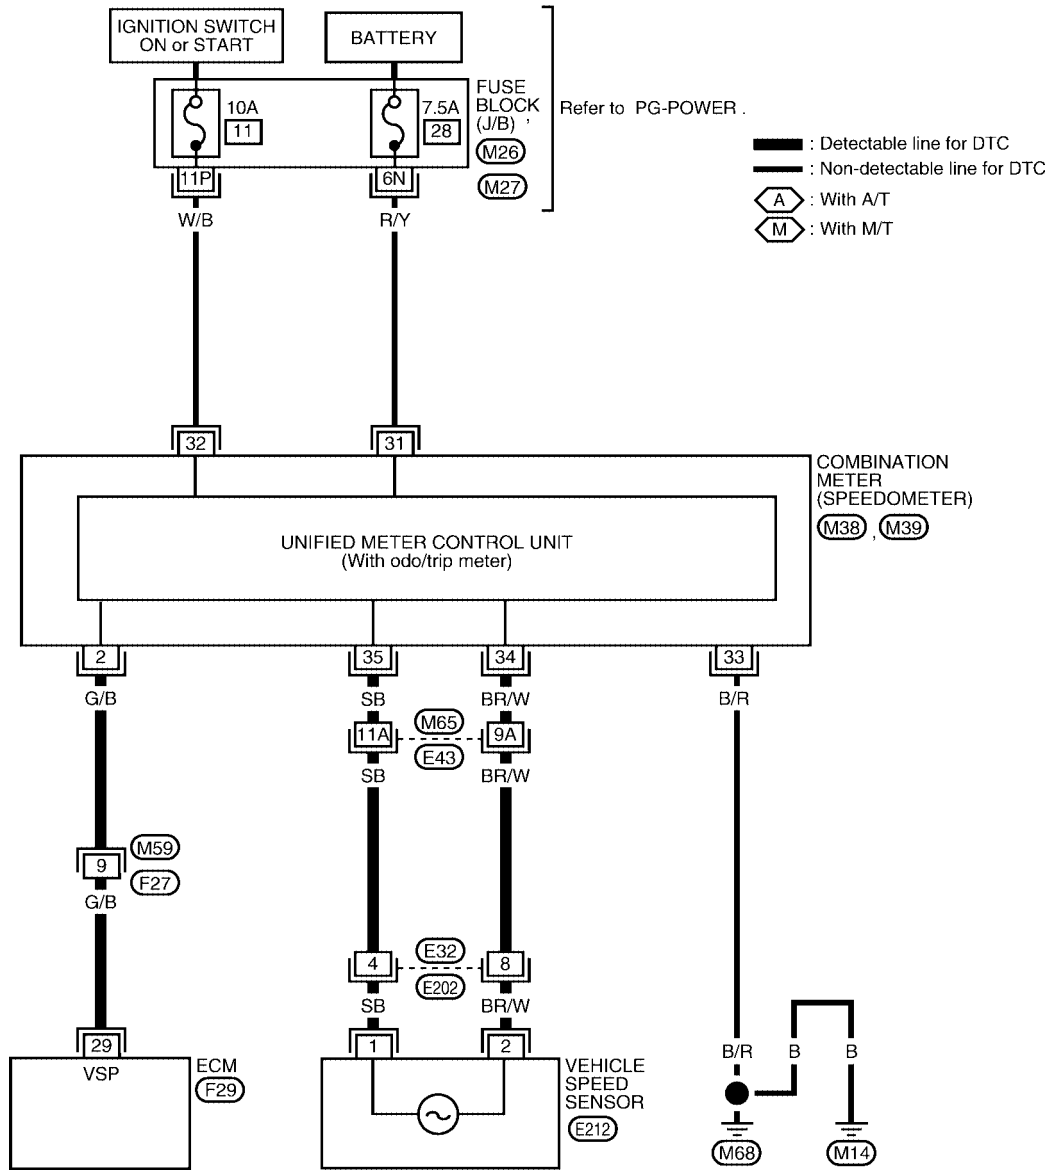 IGNITION SWITCH
ON or START
BATTERY
10A
11
7.5A
28
FUSE
BLOCK
(J/B) ,
M26
M27
Refer to PG-POWER .
11P
6N
W/B
R/Y
: Detectable line for DTC
: Non-detectable line for DTC
A : With A/T
M : With M/T
32
31
COMBINATION
METER
(SPEEDOMETER)
M38 , M39
UNIFIED METER CONTROL UNIT
(With odo/trip meter)
2
35
34
33
G/B
SB
BR/W
B/R
11A
M65
E43
9A
SB
BR/W
9
M59
F27
G/B
4
E32
E202
8
SB
BR/W
29
VSP
ECM
F29
1
2
VEHICLE
SPEED
SENSOR
E212
B/R
B
B
M68
M14